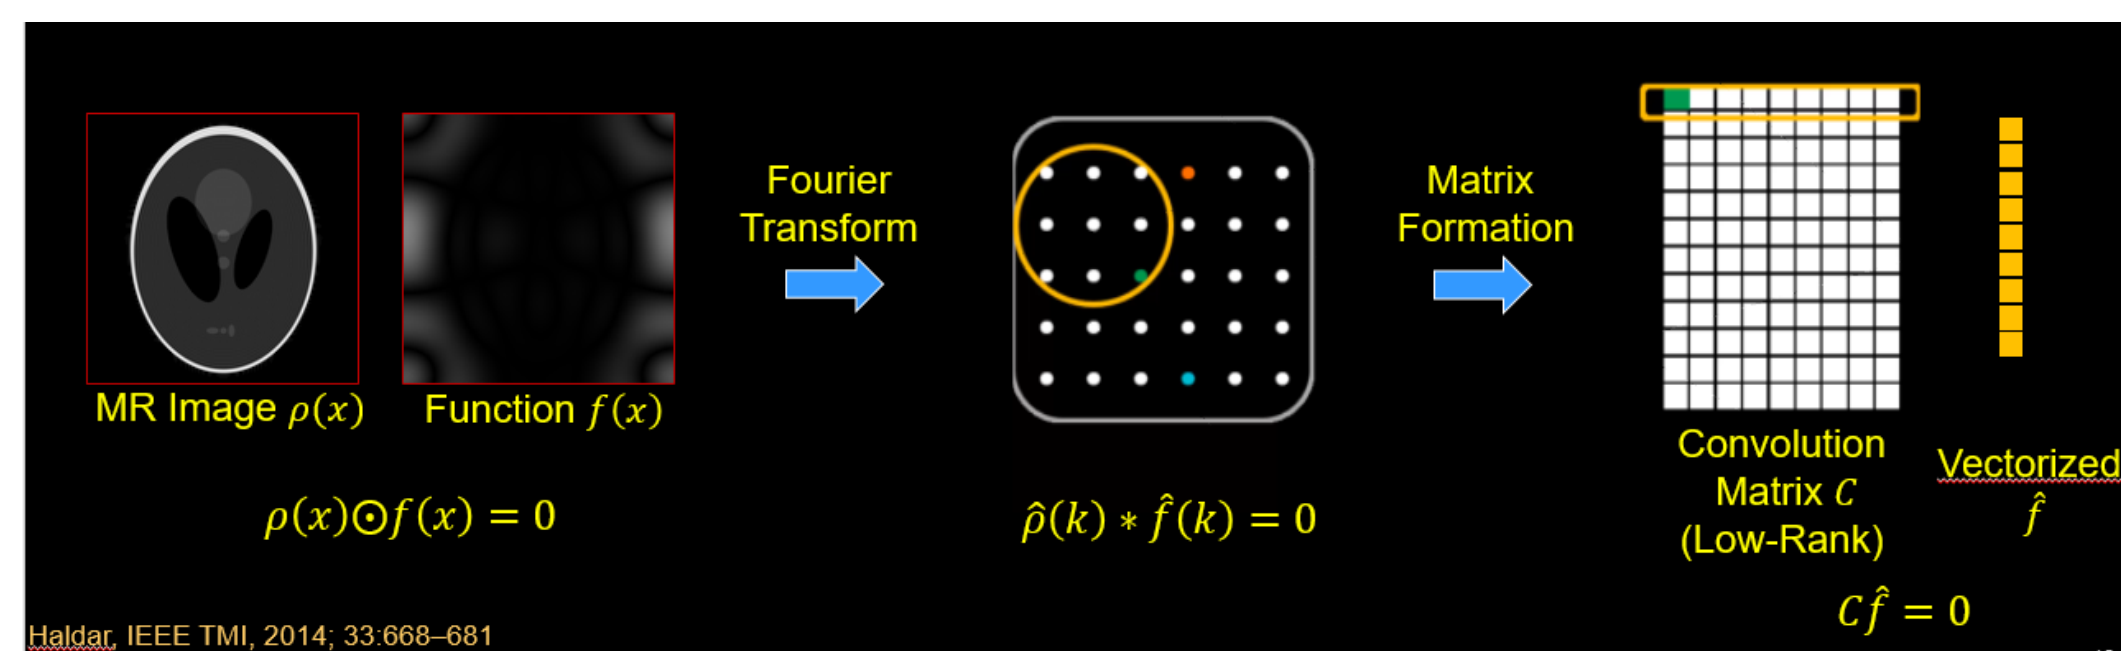 Fourier
Transform
Matrix
Formation
MR Image ρ(x)
Function f(x)
Convolution
Matrix C
(Low-Rank)
Vectorized
f̂
ρ(x)⊙f(x) = 0
ρ̂(k) ∗ f̂(k) = 0
Cf̂ = 0
Haldar, IEEE TMI, 2014; 33:668–681